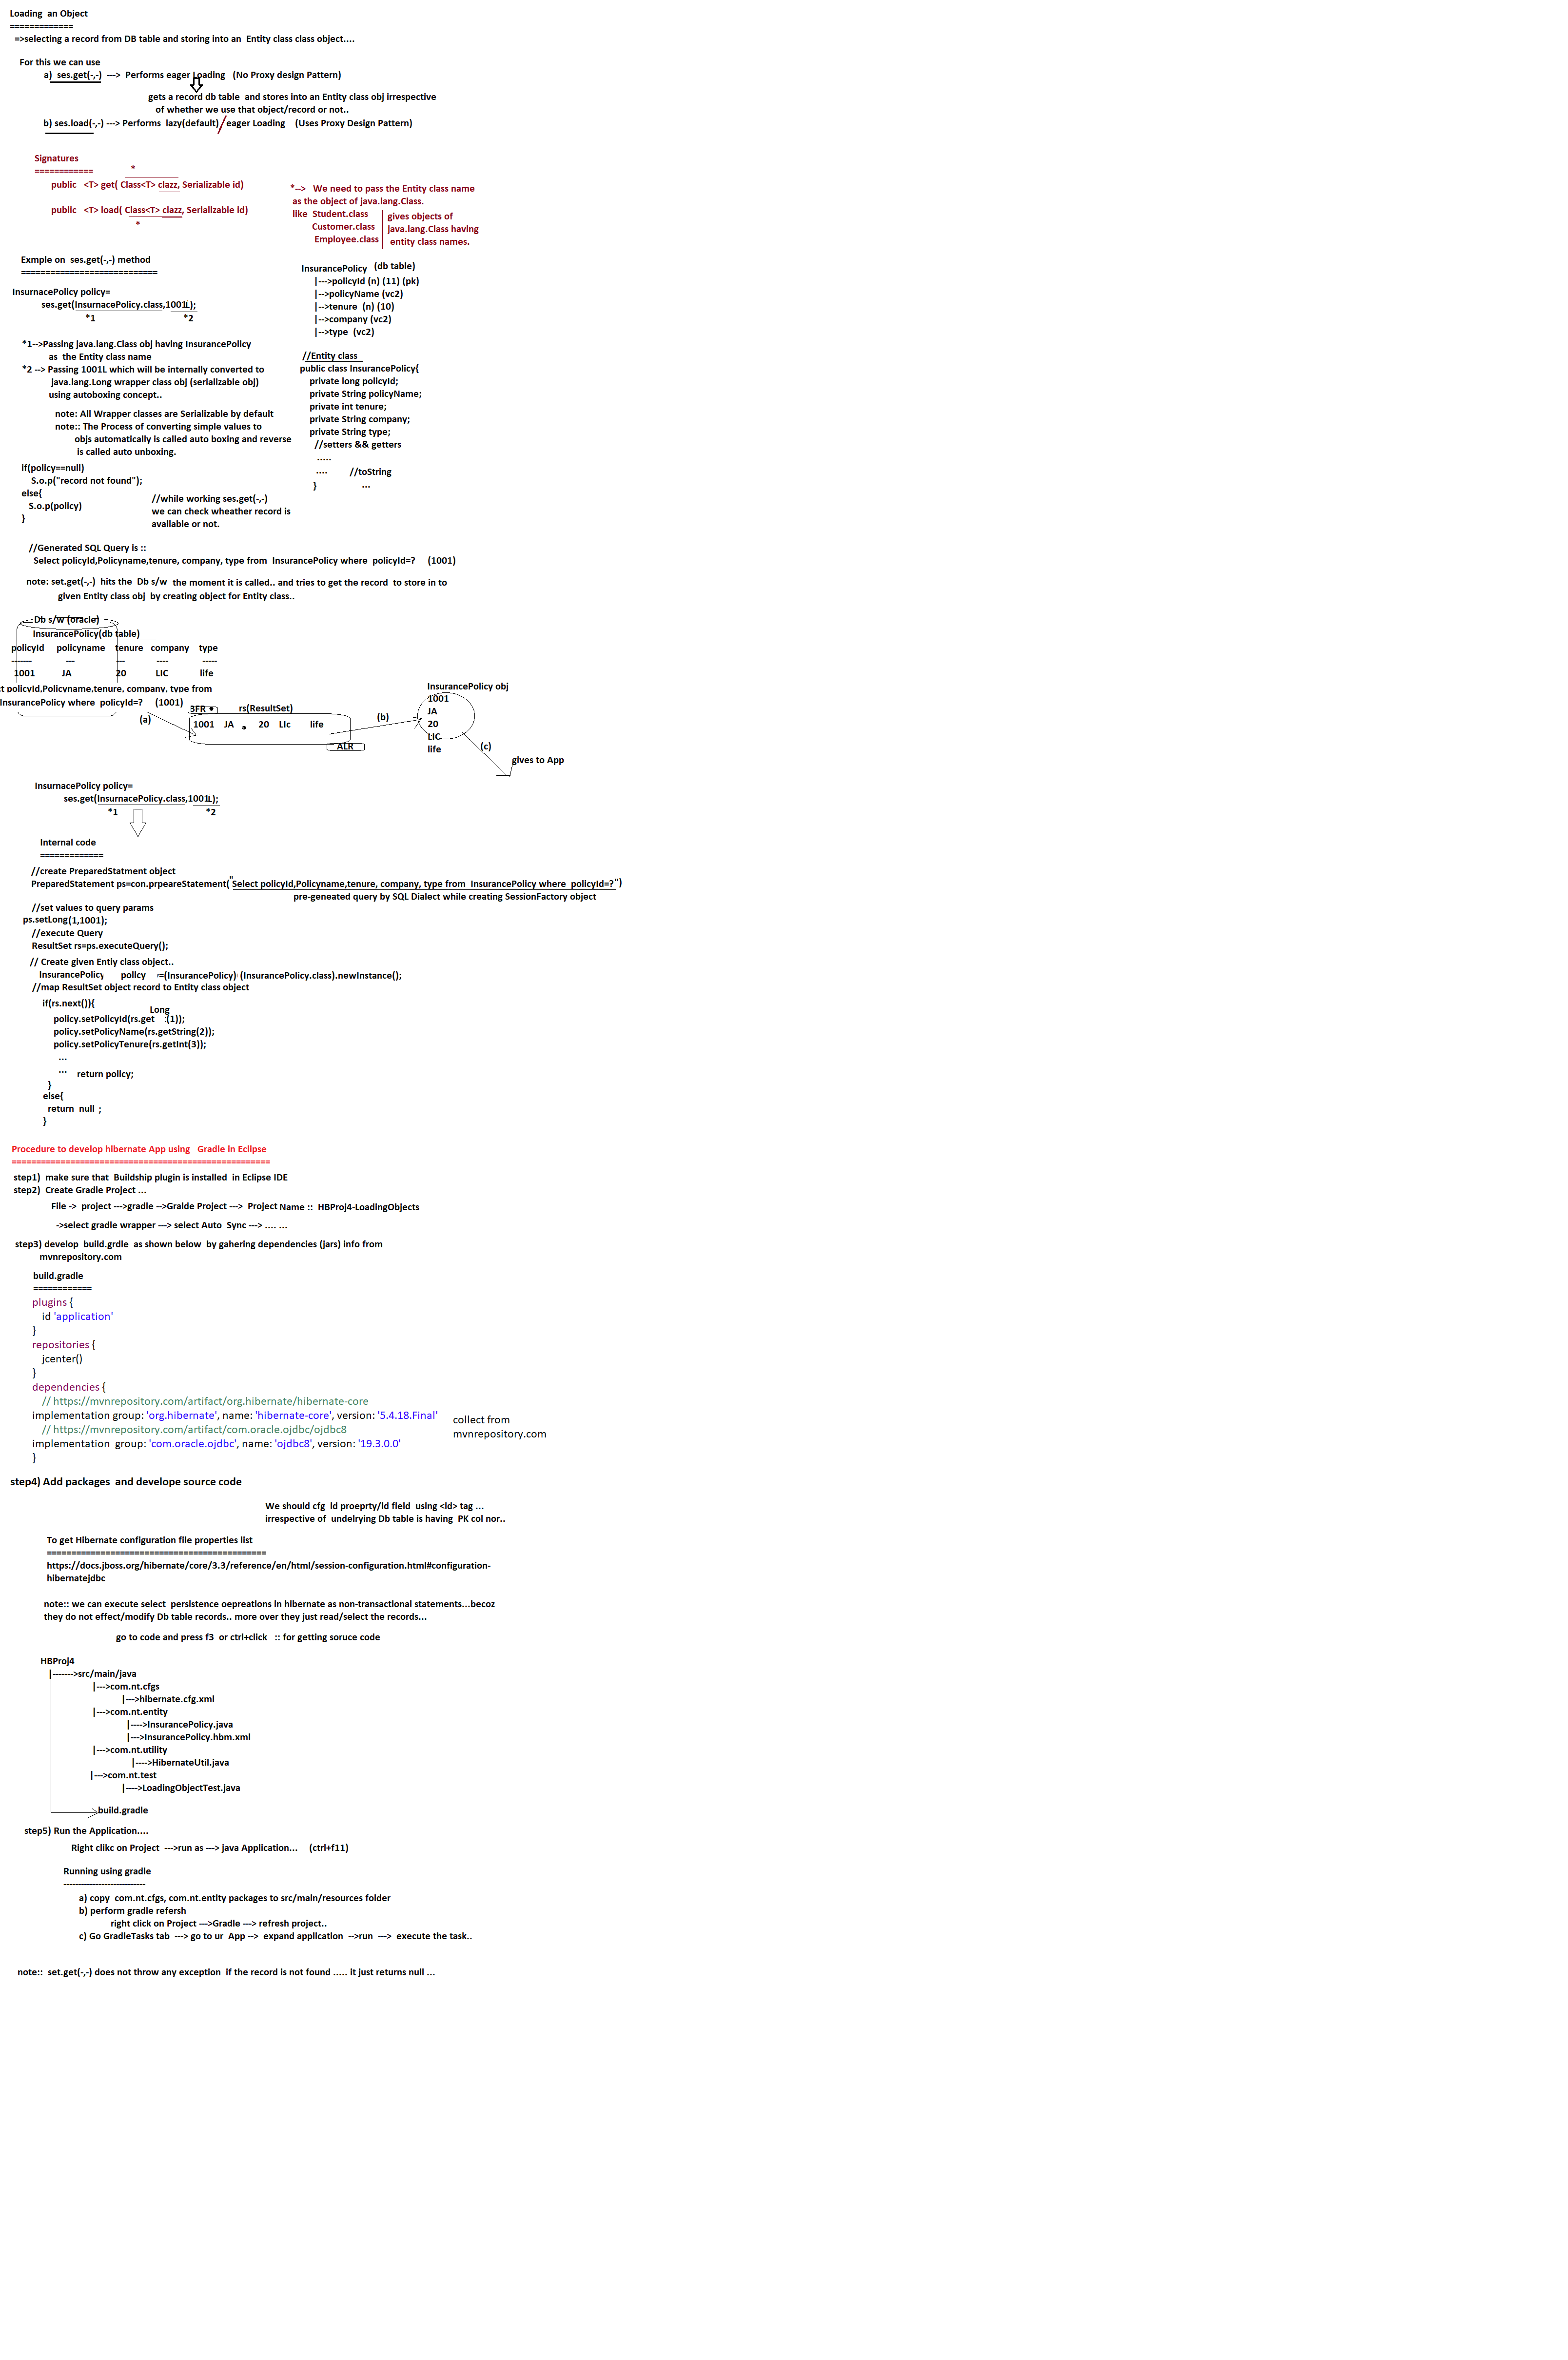 Loading  an Object
=============
=>selecting a record from DB table and storing into an  Entity class class object....
For this we can use
a)  ses.get(-,-)  --->  Performs eager Loading   (No Proxy design Pattern)
gets a record db table  and stores into an Entity class obj irrespective
of whether we use that object/record or not..
b) ses.load(-,-) ---> Performs  lazy(default)/eager Loading    (Uses Proxy Design Pattern)
Signatures
============
*
public   <T> get( Class<T> clazz, Serializable id)
public   <T> load( Class<T> clazz, Serializable id)
*
*-->   We need to pass the Entity class name
as the object of java.lang.Class.
like  Student.class
Customer.class
Employee.class
gives objects of
java.lang.Class having
entity class names.
Exmple on  ses.get(-,-) method
============================
InsurnacePolicy policy=
ses.get(InsurnacePolicy.class,1001L);
*1
*2
InsurancePolicy   (db table)
|--->policyId (n) (11) (pk)
|-->policyName (vc2)
|-->tenure  (n) (10)
|-->company (vc2)
|-->type  (vc2)
*1-->Passing java.lang.Class obj having InsurancePolicy
as  the Entity class name
*2 --> Passing 1001L which will be internally converted to
java.lang.Long wrapper class obj (serializable obj)
using autoboxing concept..
note: All Wrapper classes are Serializable by default
note:: The Process of converting simple values to
objs automatically is called auto boxing and reverse
is called auto unboxing.
//Entity class
public class InsurancePolicy{
private long policyId;
private String policyName;
private int tenure;
private String company;
private String type;
//setters && getters
.....
....         //toString
}                   ...
if(policy==null)
S.o.p("record not found");
else{
S.o.p(policy)
}
//while working ses.get(-,-)
we can check wheather record is
available or not.
//Generated SQL Query is ::
Select policyId,Policyname,tenure, company, type from  InsurancePolicy where  policyId=?     (1001)
note: set.get(-,-)  hits the  Db s/w  the moment it is called.. and tries to get the record  to store in to
given Entity class obj  by creating object for Entity class..
Db s/w (oracle)
InsurancePolicy(db table)
policyId     policyname    tenure   company    type
-------              ---                 ---             ----              -----
1001           JA                  20            LIC             life
ct policyId,Policyname,tenure, company, type from
InsurancePolicy where  policyId=?     (1001)
(a)
BFR
rs(ResultSet)
1001    JA          20    LIc        life
ALR
(b)
InsurancePolicy obj
1001
JA
20
LIC
life
(c)
gives to App
InsurnacePolicy policy=
ses.get(InsurnacePolicy.class,1001L);
*1
*2
Internal code
=============
//create PreparedStatment object
PreparedStatement ps=con.prpeareStatement("Select policyId,Policyname,tenure, company, type from  InsurancePolicy where  policyId=?")
pre-geneated query by SQL Dialect while creating SessionFactory object
//set values to query params
ps.setLong(1,1001);
//execute Query
ResultSet rs=ps.executeQuery();
// Create given Entiy class object..
InsurancePolicy       policy     =(InsurancePolicy) (InsurancePolicy.class).newInstance();
//map ResultSet object record to Entity class object
if(rs.next()){
policy.setPolicyId(rs.getLong(1));
policy.setPolicyName(rs.getString(2));
policy.setPolicyTenure(rs.getInt(3));
...
...    return policy;
}
else{
return  null  ;
}
Procedure to develop hibernate App using   Gradle in Eclipse
=====================================================
step1)  make sure that  Buildship plugin is installed  in Eclipse IDE
step2)  Create Gradle Project ...
File ->  project --->gradle -->Gralde Project --->  Project Name ::  HBProj4-LoadingObjects
->select gradle wrapper ---> select Auto  Sync ---> .... ...
step3) develop  build.grdle  as shown below  by gahering dependencies (jars) info from
mvnrepository.com
build.gradle
============
plugins {
id 'application'
}
repositories {
jcenter()
}
dependencies {
// https://mvnrepository.com/artifact/org.hibernate/hibernate-core
implementation group: 'org.hibernate', name: 'hibernate-core', version: '5.4.18.Final'
// https://mvnrepository.com/artifact/com.oracle.ojdbc/ojdbc8
implementation  group: 'com.oracle.ojdbc', name: 'ojdbc8', version: '19.3.0.0'
}
collect from
mvnrepository.com
step4) Add packages  and develope source code
We should cfg  id proeprty/id field  using <id> tag ...
irrespective of  undelrying Db table is having  PK col nor..
To get Hibernate configuration file properties list
=============================================
https://docs.jboss.org/hibernate/core/3.3/reference/en/html/session-configuration.html#configuration-
hibernatejdbc
note:: we can execute select  persistence oepreations in hibernate as non-transactional statements...becoz
they do not effect/modify Db table records.. more over they just read/select the records...
go to code and press f3  or ctrl+click   :: for getting soruce code
HBProj4
|------->src/main/java
|--->com.nt.cfgs
|--->hibernate.cfg.xml
|--->com.nt.entity
|---->InsurancePolicy.java
|--->InsurancePolicy.hbm.xml
|--->com.nt.utility
|---->HibernateUtil.java
|--->com.nt.test
|---->LoadingObjectTest.java
build.gradle
step5) Run the Application....
Right clikc on Project  --->run as ---> java Application...     (ctrl+f11)
Running using gradle
---------------------------
a) copy  com.nt.cfgs, com.nt.entity packages to src/main/resources folder
b) perform gradle refersh
right click on Project --->Gradle ---> refresh project..
c) Go GradleTasks tab  ---> go to ur  App -->  expand application  -->run  --->  execute the task..
note::  set.get(-,-) does not throw any exception  if the record is not found ..... it just returns null ...